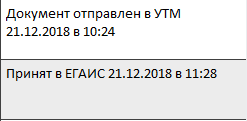 Документ отправлен в УТМ
21.12.2018 в 10:24
Принят в ЕГАИС 21.12.2018 в 11:28